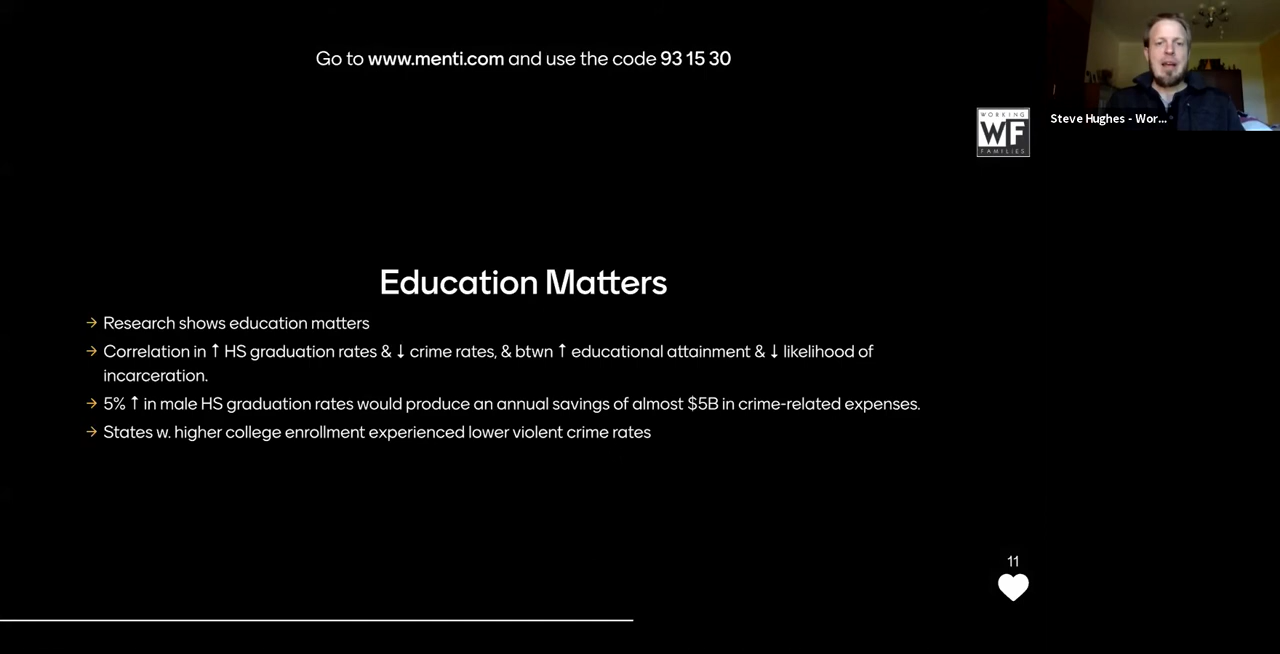 Go to www.menti.com and use the code 93 15 30
WORKING
WF
FAMILIES
Steve Hughes - Wor...
Education Matters
→ Research shows education matters
→ Correlation in ↑ HS graduation rates & ↓ crime rates, & btwn ↑ educational attainment & ↓ likelihood of
incarceration.
→ 5% ↑ in male HS graduation rates would produce an annual savings of almost $5B in crime-related expenses.
→ States w. higher college enrollment experienced lower violent crime rates
11